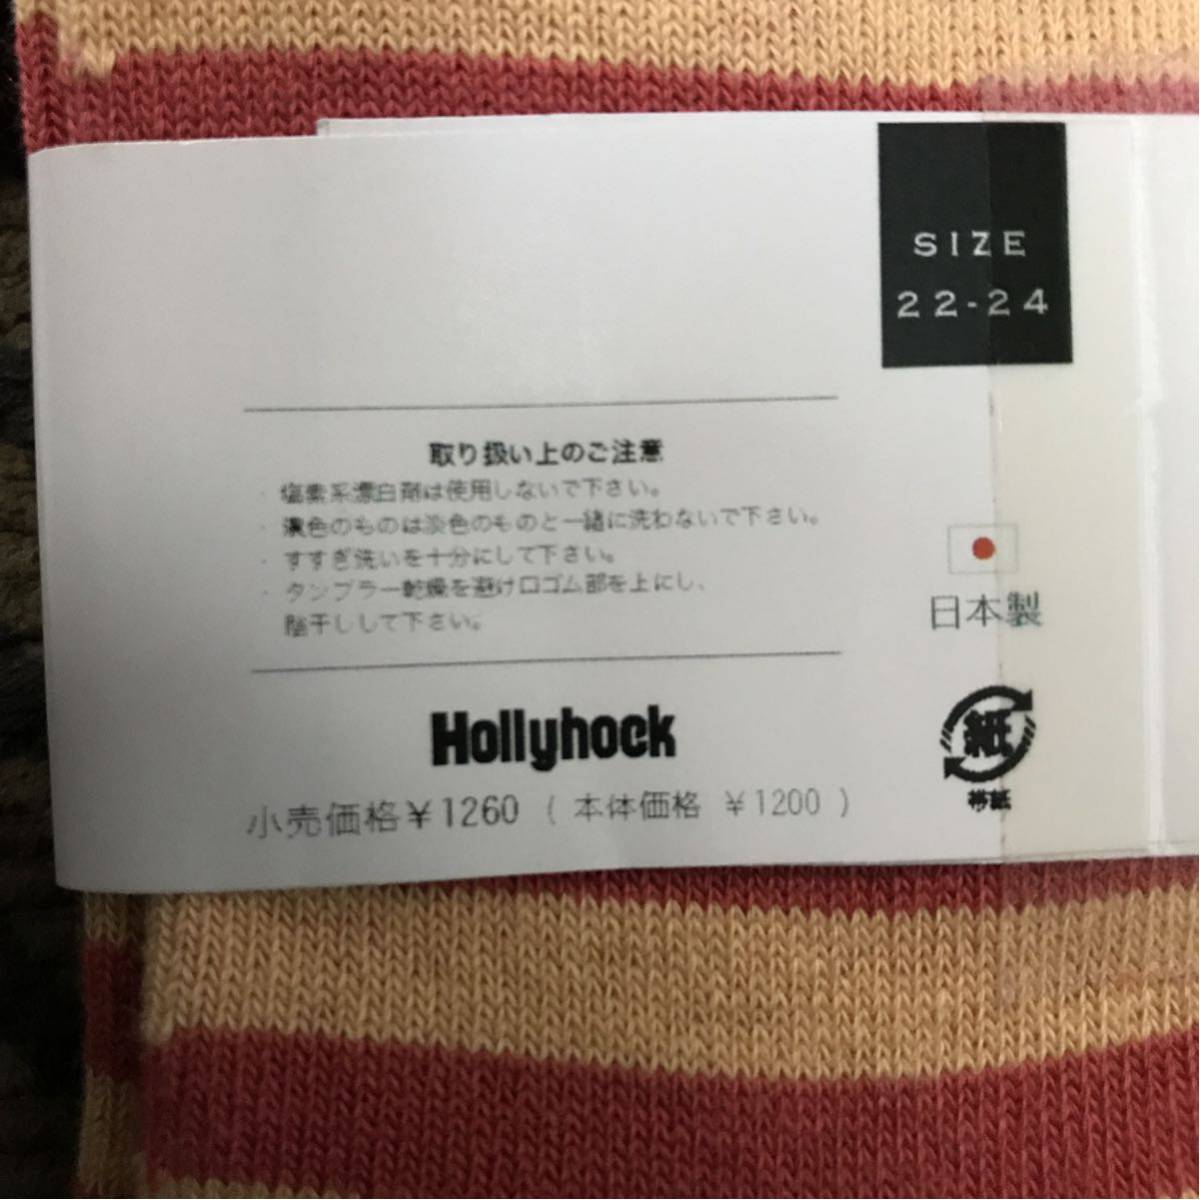 SIZE
22-24
取り扱い上のご注意
・塩素系漂白剤は使用しないで下さい。
・濃色のものは淡色のものと一緒に洗わないで下さい。
・すすぎ洗いを十分にして下さい。
・タンブラー乾燥を避け口ゴム部を上にし、
陰干しして下さい。
日本製
Hollyhock
紙
帯紙
小売価格¥1260 ( 本体価格 ¥1200 )